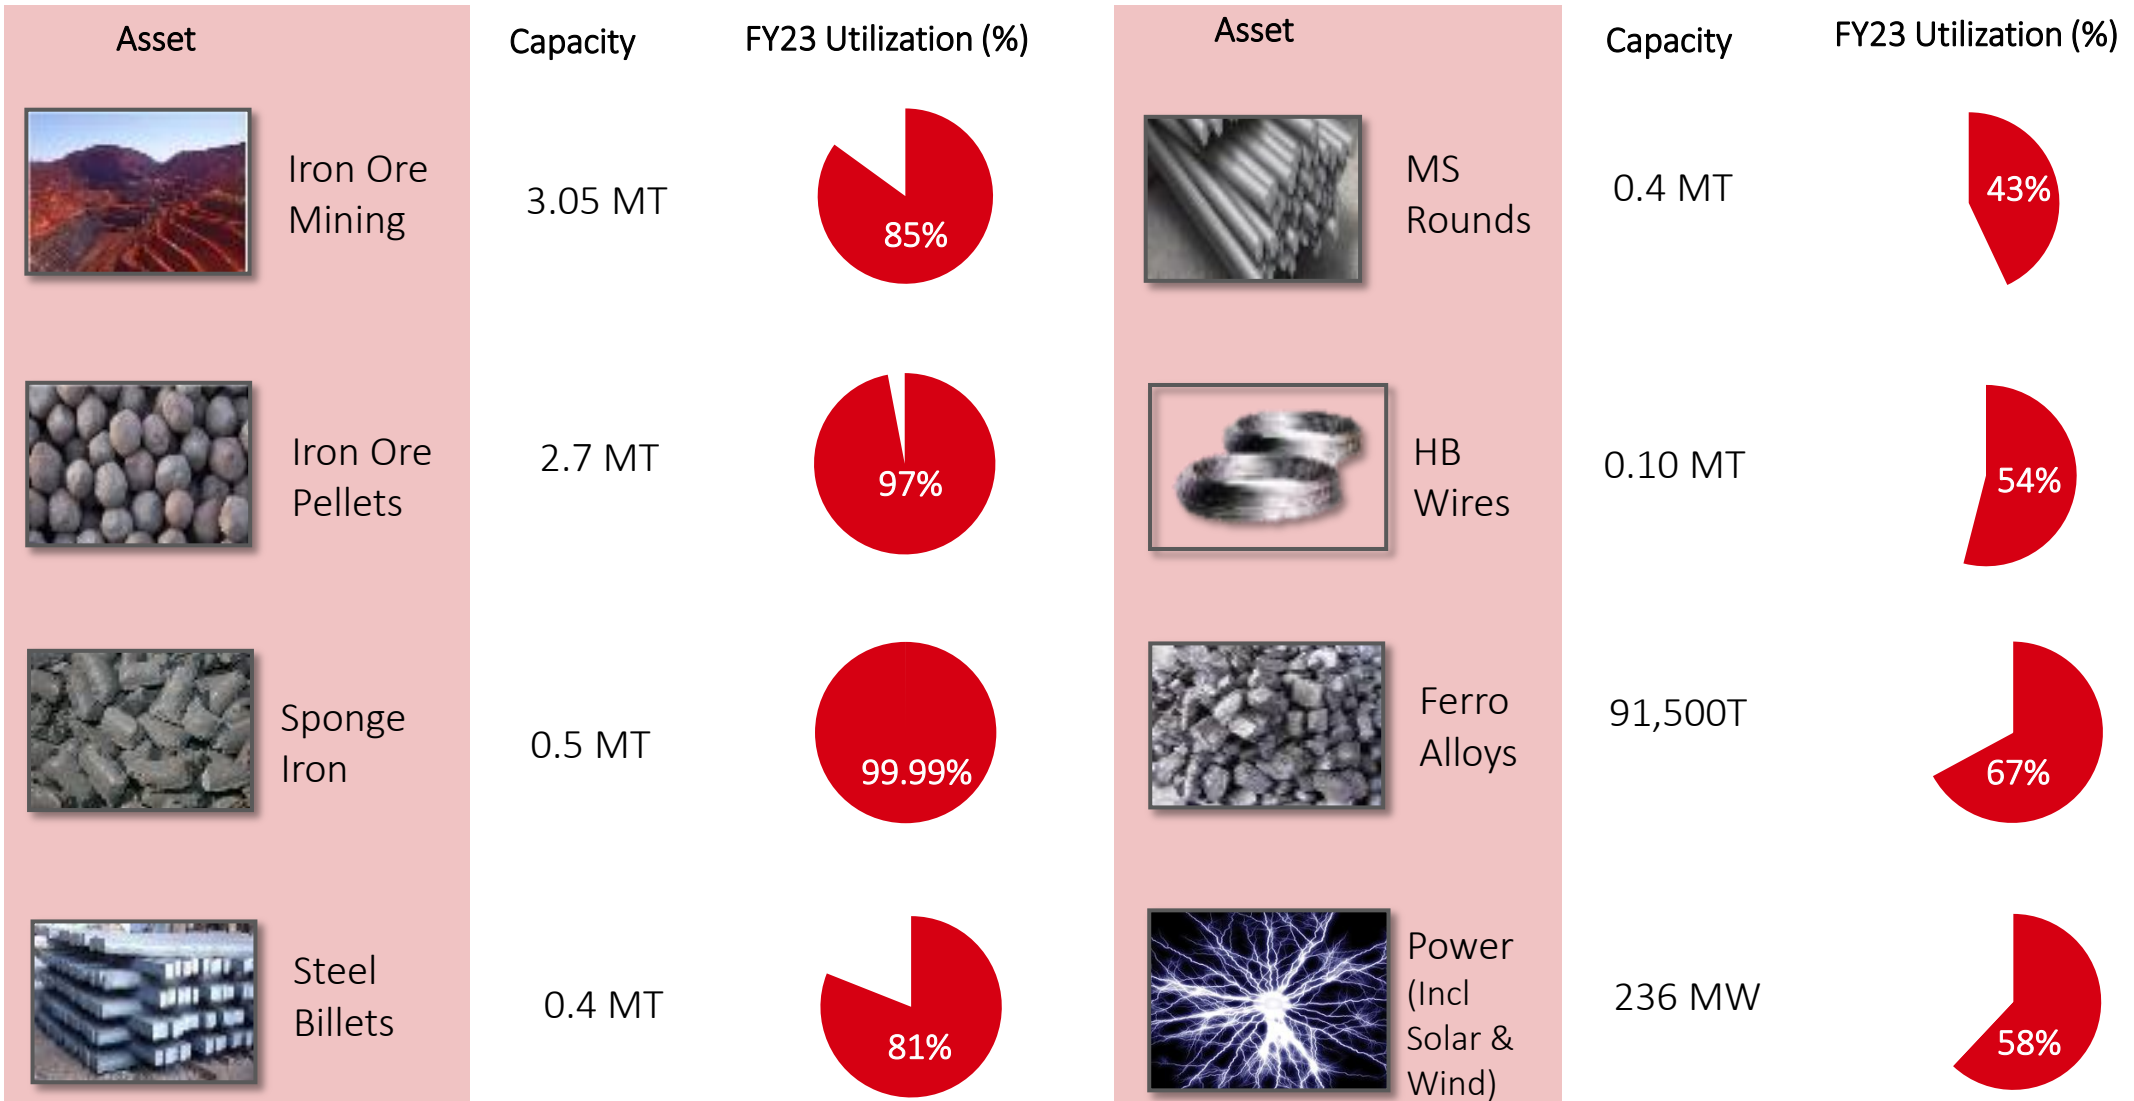 Asset
Capacity
FY23 Utilization (%)
Iron Ore
Mining
3.05 MT
85%
Iron Ore
Pellets
2.7 MT
97%
Sponge
Iron
0.5 MT
99.99%
Steel
Billets
0.4 MT
81%
Asset
Capacity
FY23 Utilization (%)
MS
Rounds
0.4 MT
43%
HB
Wires
0.10 MT
54%
Ferro
Alloys
91,500T
67%
Power
(Incl
Solar &
Wind)
236 MW
58%